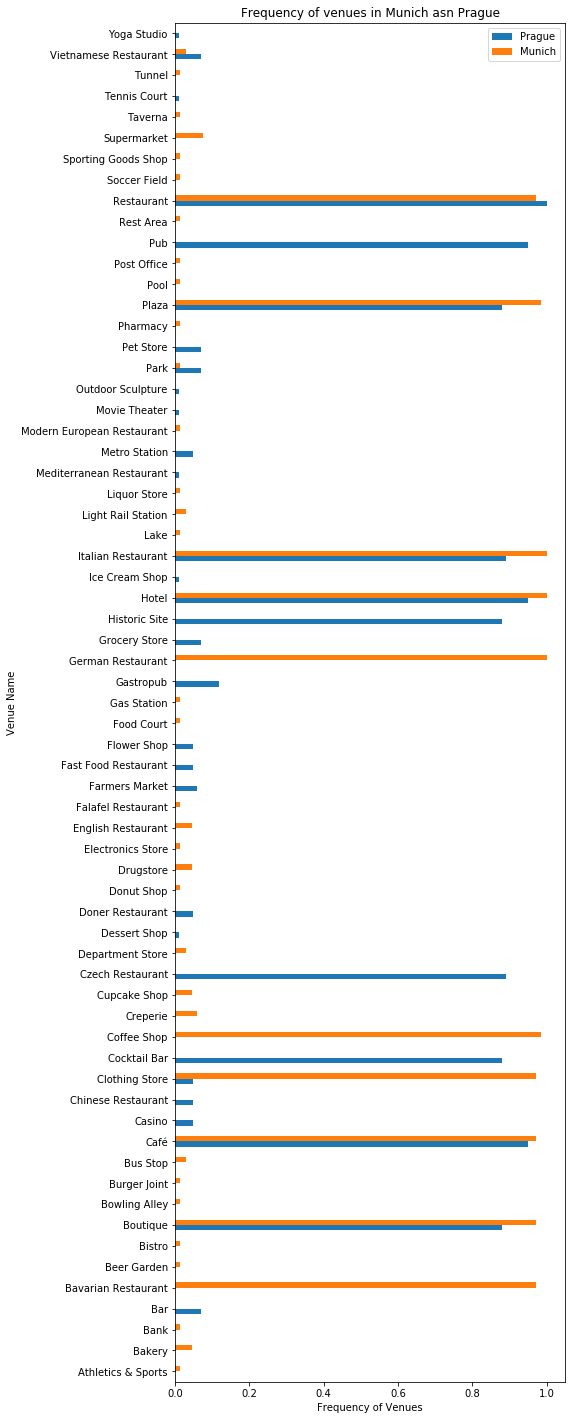 Frequency of venues in Munich asn Prague
Prague
Munich
Yoga Studio
Vietnamese Restaurant
Tunnel
Tennis Court
Taverna
Supermarket
Sporting Goods Shop
Soccer Field
Restaurant
Rest Area
Pub
Post Office
Pool
Plaza
Pharmacy
Pet Store
Park
Outdoor Sculpture
Movie Theater
Modern European Restaurant
Metro Station
Mediterranean Restaurant
Liquor Store
Light Rail Station
Lake
Italian Restaurant
Ice Cream Shop
Hotel
Historic Site
Grocery Store
German Restaurant
Gastropub
Gas Station
Food Court
Flower Shop
Fast Food Restaurant
Farmers Market
Falafel Restaurant
English Restaurant
Electronics Store
Drugstore
Donut Shop
Doner Restaurant
Dessert Shop
Department Store
Czech Restaurant
Cupcake Shop
Creperie
Coffee Shop
Cocktail Bar
Clothing Store
Chinese Restaurant
Casino
Café
Bus Stop
Burger Joint
Bowling Alley
Boutique
Bistro
Beer Garden
Bavarian Restaurant
Bar
Bank
Bakery
Athletics & Sports
Venue Name
0.0 0.2 0.4 0.6 0.8 1.0
Frequency of Venues